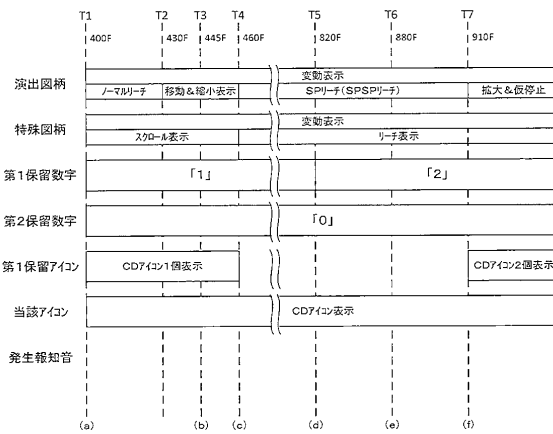 T1 T2 T3 T4 T5 T6 T7
400F 430F 445F 460F 820F 880F 910F
演出図柄
変動表示
ノーマルリーチ 移動&縮小表示 SPリーチ(SPSPリーチ) 拡大&仮停止
特殊図柄
変動表示
スクロール表示 リーチ表示
第1保留数字 「1」 「2」
第2保留数字 「0」
第1保留アイコン CDアイコン1個表示 CDアイコン2個表示
当該アイコン CDアイコン表示
発生報知音
(a) (b) (c) (d) (e) (f)